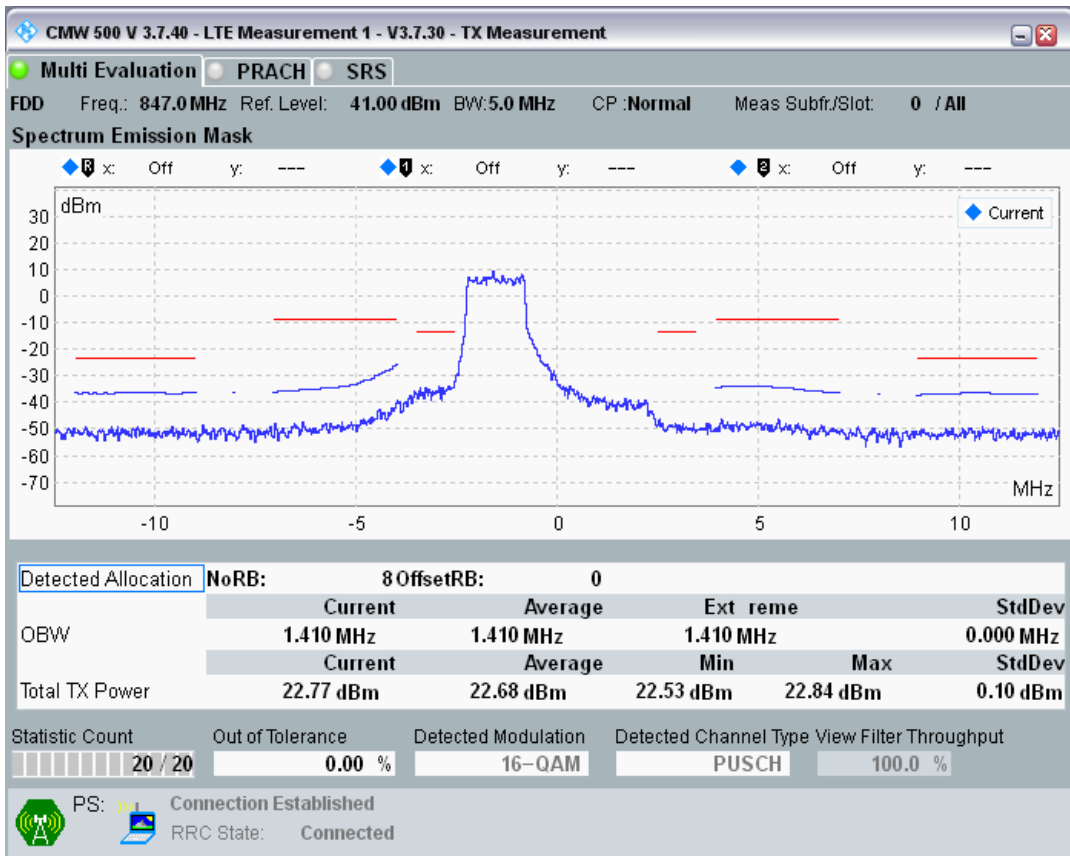 CMW 500 V 3.7.40 - LTE Measurement 1 - V3.7.30 - TX Measurement
Multi Evaluation PRACH SRS
FDD Freq.: 847.0 MHz Ref. Level: 41.00 dBm BW:5.0 MHz CP :Normal Meas Subfr./Slot: 0 / All
Spectrum Emission Mask
R x: Off y: --- 1 x: Off y: --- 2 x: Off y: ---
dBm
Current
30
20
10
0
-10
-20
-30
-40
-50
-60
-70
MHz
-10 -5 0 5 10
Detected Allocation NoRB: 8 OffsetRB: 0
Current Average Ext reme StdDev
OBW 1.410 MHz 1.410 MHz 1.410 MHz 0.000 MHz
Current Average Min Max StdDev
Total TX Power 22.77 dBm 22.68 dBm 22.53 dBm 22.84 dBm 0.10 dBm
Statistic Count Out of Tolerance Detected Modulation Detected Channel Type View Filter Throughput
20 / 20 0.00 % 16-QAM PUSCH 100.0 %
PS: Connection Established
RRC State: Connected